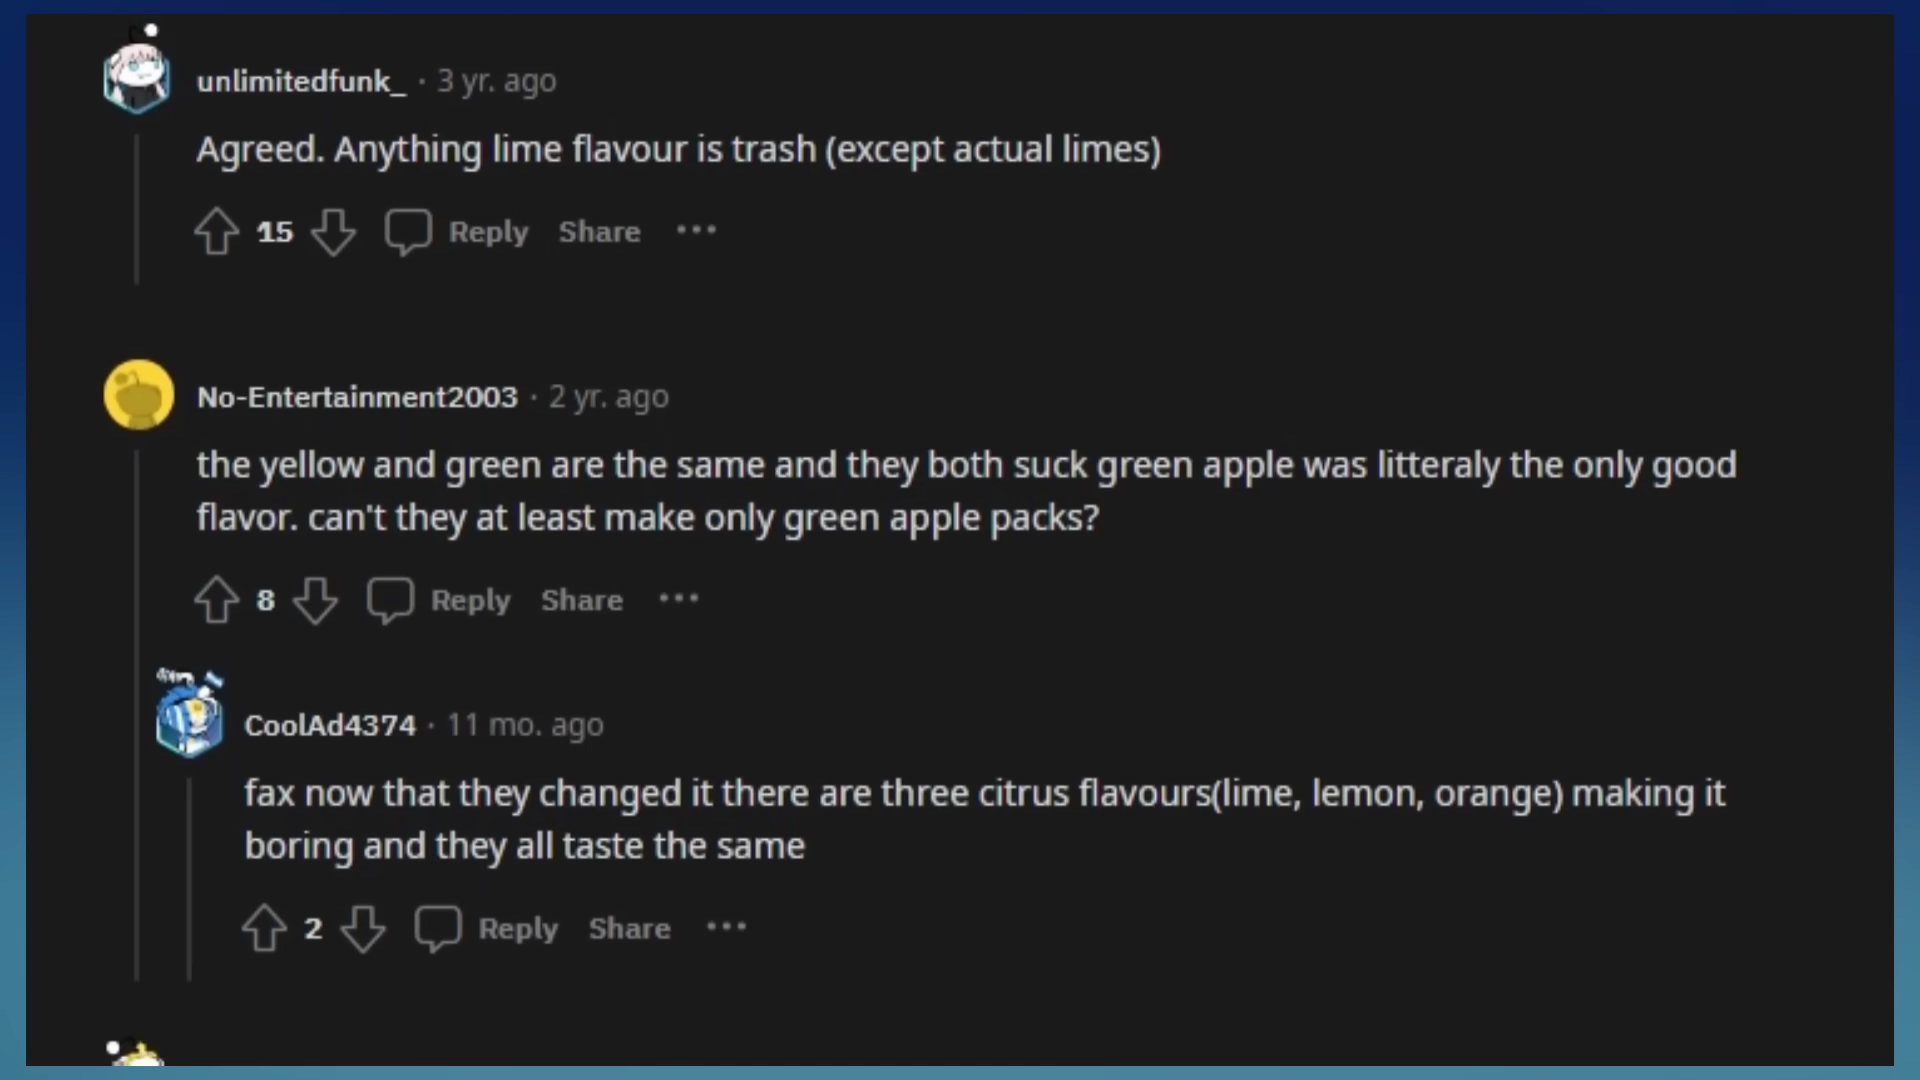 unlimitedfunk_ · 3 yr. ago
Agreed. Anything lime flavour is trash (except actual limes)
15 Reply Share ···
No-Entertainment2003 · 2 yr. ago
the yellow and green are the same and they both suck green apple was litteraly the only good
flavor. can't they at least make only green apple packs?
8 Reply Share ···
CoolAd4374 · 11 mo. ago
fax now that they changed it there are three citrus flavours(lime, lemon, orange) making it
boring and they all taste the same
2 Reply Share ···